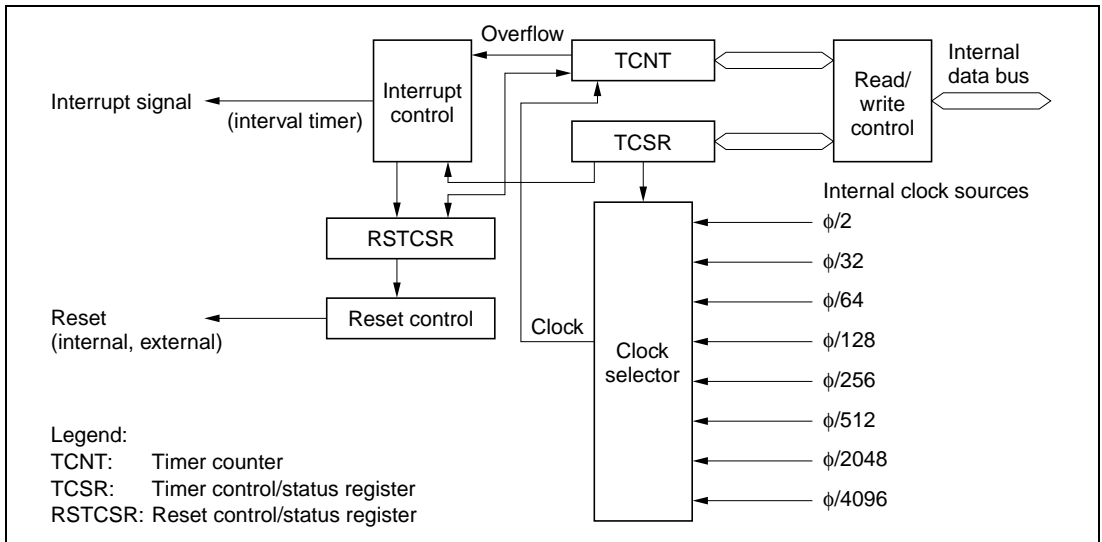 Overflow
TCNT
Interrupt
control
Read/
write
control
Internal
data bus
Interrupt signal
(interval timer)
TCSR
Internal clock sources
ϕ/2
RSTCSR
ϕ/32
ϕ/64
Reset
(internal, external)
Reset control
Clock
Clock
selector
ϕ/128
ϕ/256
ϕ/512
ϕ/2048
ϕ/4096
Legend:
TCNT: Timer counter
TCSR: Timer control/status register
RSTCSR: Reset control/status register